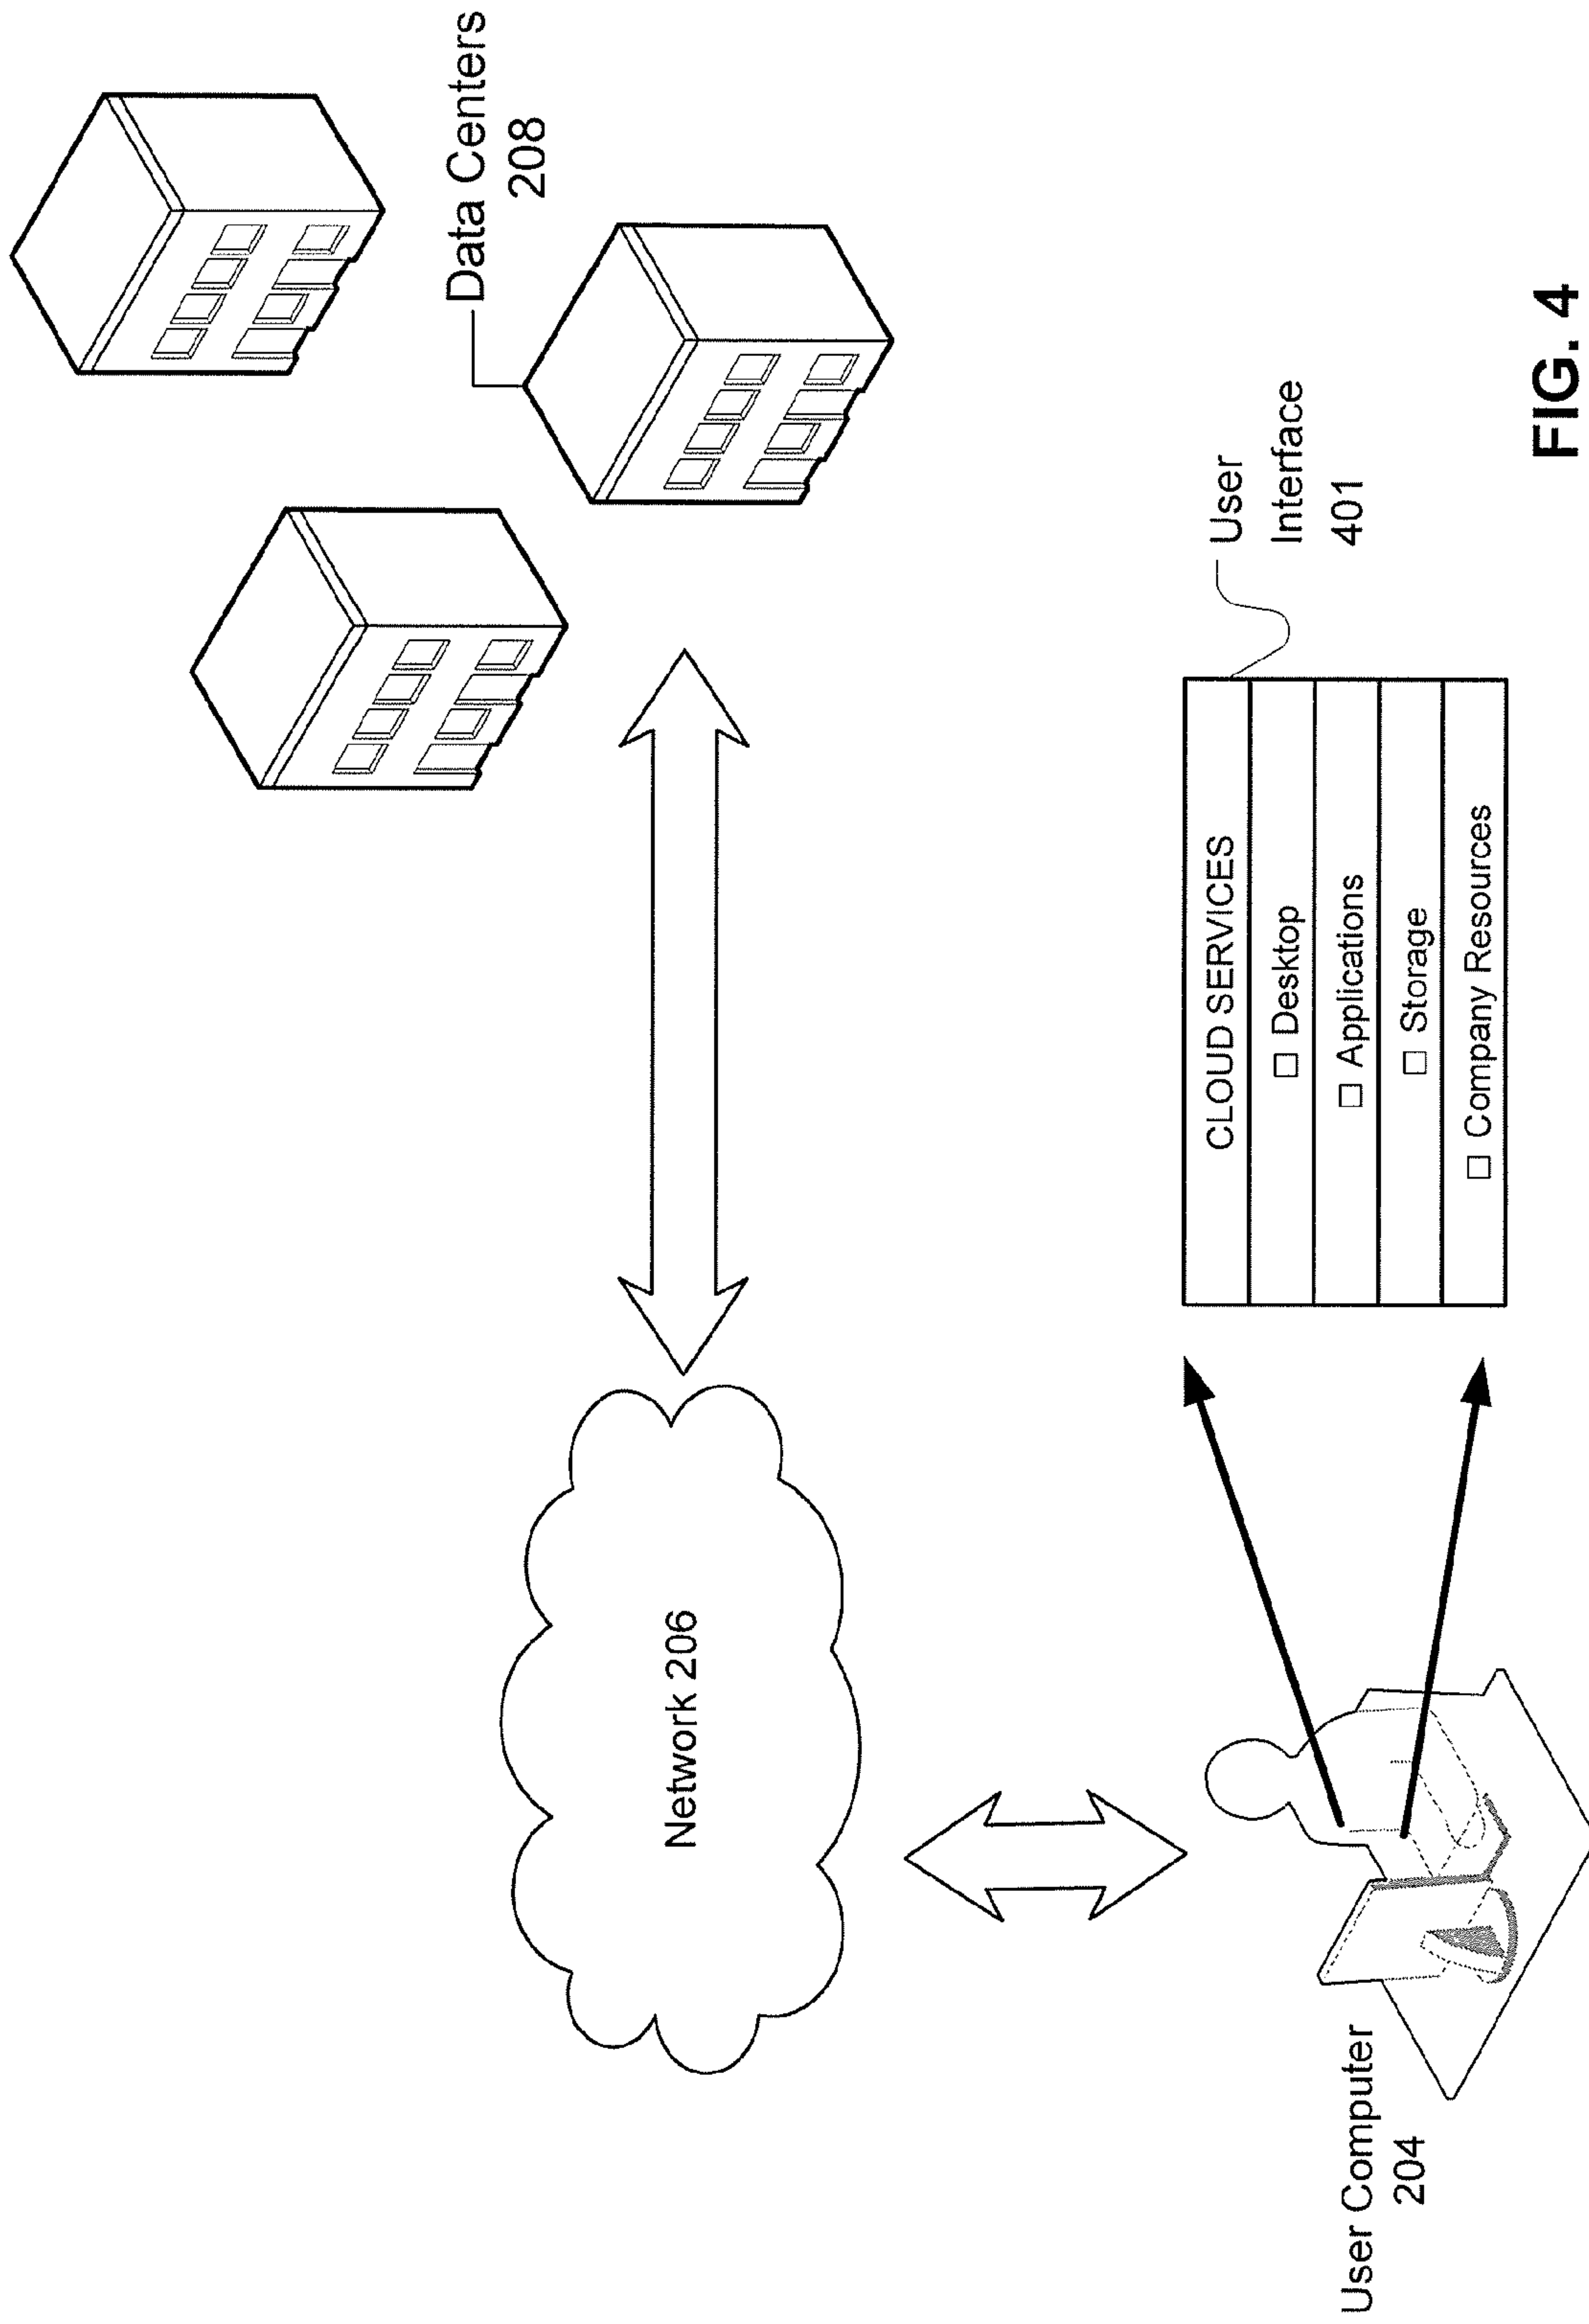 Data Centers
208
Network 206
User
Interface
401
CLOUD SERVICES
□ Desktop
□ Applications
□ Storage
□ Company Resources
User Computer
204
FIG. 4